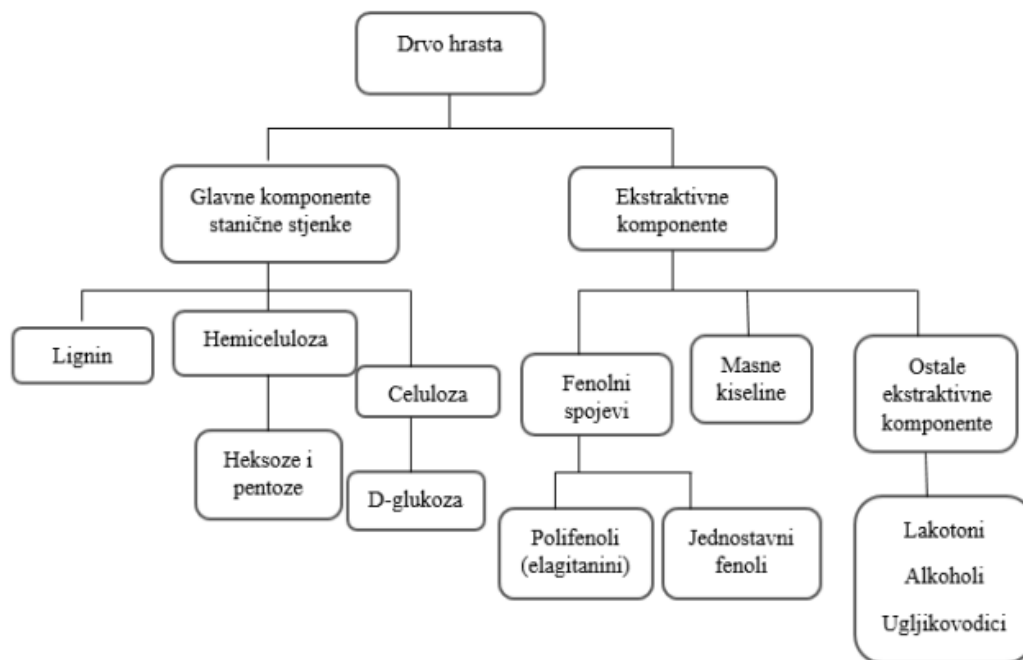 Drvo hrasta
Glavne komponente
stanične stjenke
Ekstraktivne
komponente
Lignin
Hemiceluloza
Celuloza
Heksoze i
pentoze
D-glukoza
Fenolni
spojevi
Masne
kiseline
Ostale
ekstraktivne
komponente
Polifenoli
(elagitanini)
Jednostavni
fenoli
Lakotoni
Alkoholi
Ugljikovodici